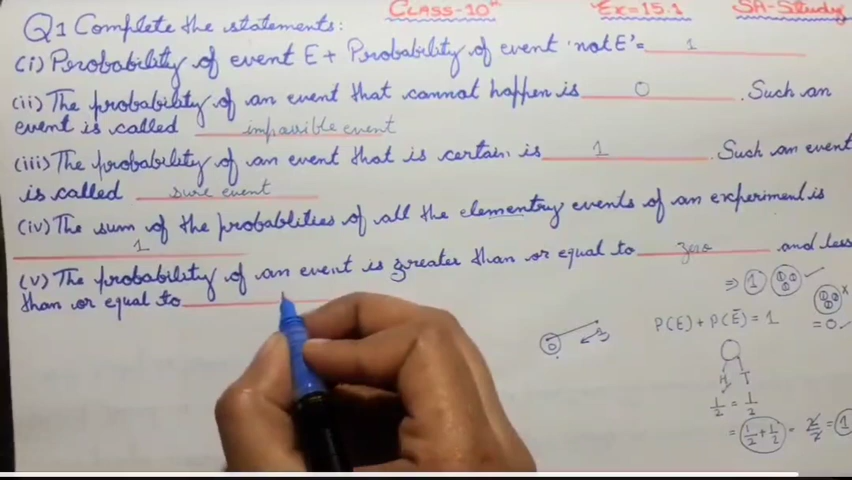 CLASS-10th Ex=15.1 SA-Study
Q1 Complete the statements:
(i) Probability of event E + Probability of event 'not E' = 1
(ii) The probability of an event that cannot happen is 0. Such an
event is called impossible event
(iii) The probability of an event that is certain is 1. Such an event
is called sure event
(iv) The sum of the probablities of all the elementry events of an experiment is
1
(v) The probability of an event is greater than or equal to zero and less
than or equal to
⇒ 1
= 0
P(E) + P(Ē) = 1
H T
1/2 = 1/2
= 1/2 + 1/2 = 2/2 = 1